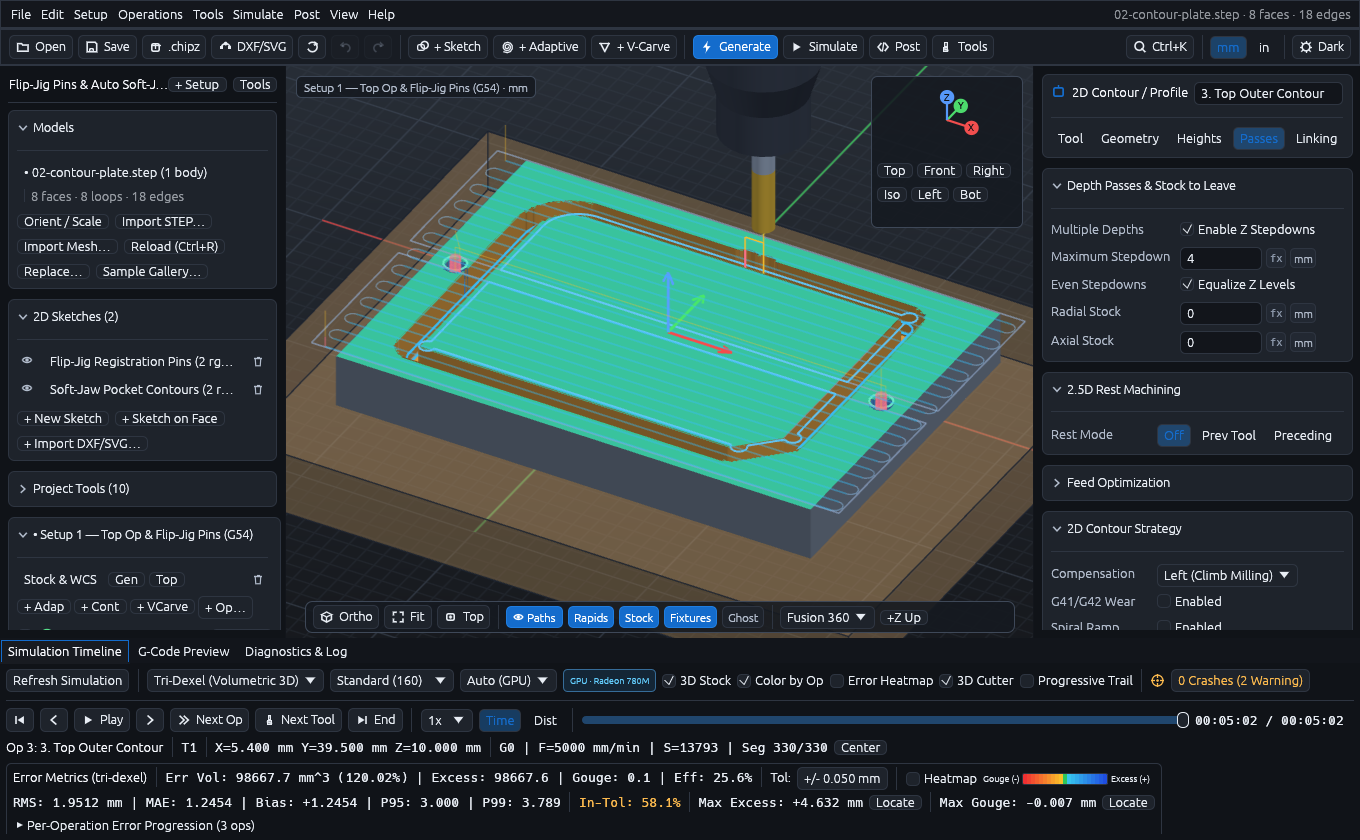 File Edit Setup Operations Tools Simulate Post View Help
02-contour-plate.step · 8 faces · 18 edges
Open Save .chipz DXF/SVG + Sketch + Adaptive + V-Carve Generate Simulate Post Tools Ctrl+K mm in Dark
Flip-Jig Pins & Auto Soft-J... + Setup Tools
Models
• 02-contour-plate.step (1 body)
8 faces · 8 loops · 18 edges
Orient / Scale Import STEP...
Import Mesh... Reload (Ctrl+R)
Replace... Sample Gallery...
2D Sketches (2)
Flip-Jig Registration Pins (2 rg...
Soft-Jaw Pocket Contours (2 r...
+ New Sketch + Sketch on Face
+ Import DXF/SVG...
Project Tools (10)
• Setup 1 — Top Op & Flip-Jig Pins (G54)
Stock & WCS Gen Top
+ Adap + Cont + VCarve + Op...
Setup 1 — Top Op & Flip-Jig Pins (G54) · mm
Z Y X
Top Front Right
Iso Left Bot
Ortho Fit Top Paths Rapids Stock Fixtures Ghost Fusion 360 +Z Up
2D Contour / Profile 3. Top Outer Contour
Tool Geometry Heights Passes Linking
Depth Passes & Stock to Leave
Multiple Depths Enable Z Stepdowns
Maximum Stepdown 4 fx mm
Even Stepdowns Equalize Z Levels
Radial Stock 0 fx mm
Axial Stock 0 fx mm
2.5D Rest Machining
Rest Mode Off Prev Tool Preceding
Feed Optimization
2D Contour Strategy
Compensation Left (Climb Milling)
G41/G42 Wear Enabled
Spiral Ramp Enabled
Simulation Timeline G-Code Preview Diagnostics & Log
Refresh Simulation Tri-Dexel (Volumetric 3D) Standard (160) Auto (GPU) GPU · Radeon 780M 3D Stock Color by Op Error Heatmap 3D Cutter Progressive Trail 0 Crashes (2 Warning)
Play Next Op Next Tool End 1x Time Dist 00:05:02 / 00:05:02
Op 3: 3. Top Outer Contour T1 X=5.400 mm Y=39.500 mm Z=10.000 mm G0 | F=5000 mm/min | S=13793 | Seg 330/330 Center
Error Metrics (tri-dexel) Err Vol: 98667.7 mm^3 (120.02%) | Excess: 98667.6 | Gouge: 0.1 | Eff: 25.6% Tol: +/- 0.050 mm Heatmap Gouge (-) Excess (+)
RMS: 1.9512 mm | MAE: 1.2454 | Bias: +1.2454 | P95: 3.000 | P99: 3.789 In-Tol: 58.1% Max Excess: +4.632 mm Locate Max Gouge: -0.007 mm Locate
Per-Operation Error Progression (3 ops)